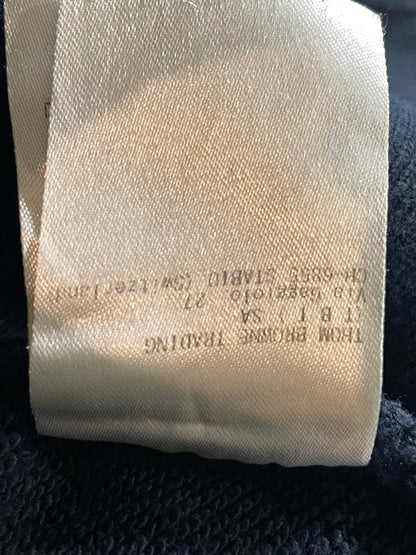 THOM BROWNE TRADING
(T B T) SA
Via Gaggiolo 27
CH-6855 STABIO (Switzerland